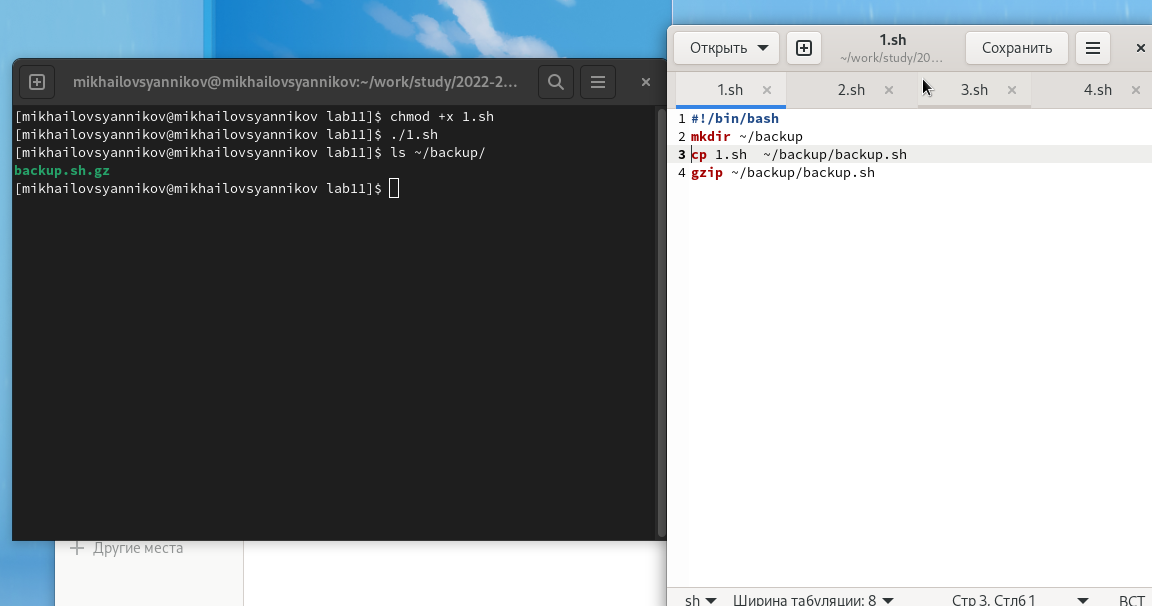 mikhailovsyannikov@mikhailovsyannikov:~/work/study/2022-2...
[mikhailovsyannikov@mikhailovsyannikov lab11]$ chmod +x 1.sh
[mikhailovsyannikov@mikhailovsyannikov lab11]$ ./1.sh
[mikhailovsyannikov@mikhailovsyannikov lab11]$ ls ~/backup/
backup.sh.gz
[mikhailovsyannikov@mikhailovsyannikov lab11]$
Другие места
Открыть
1.sh
~/work/study/20...
Сохранить
1.sh 2.sh 3.sh 4.sh
1 #!/bin/bash
2 mkdir ~/backup
3 cp 1.sh  ~/backup/backup.sh
4 gzip ~/backup/backup.sh
sh Ширина табуляции: 8 Стр 3, Стлб 1 ВСТ